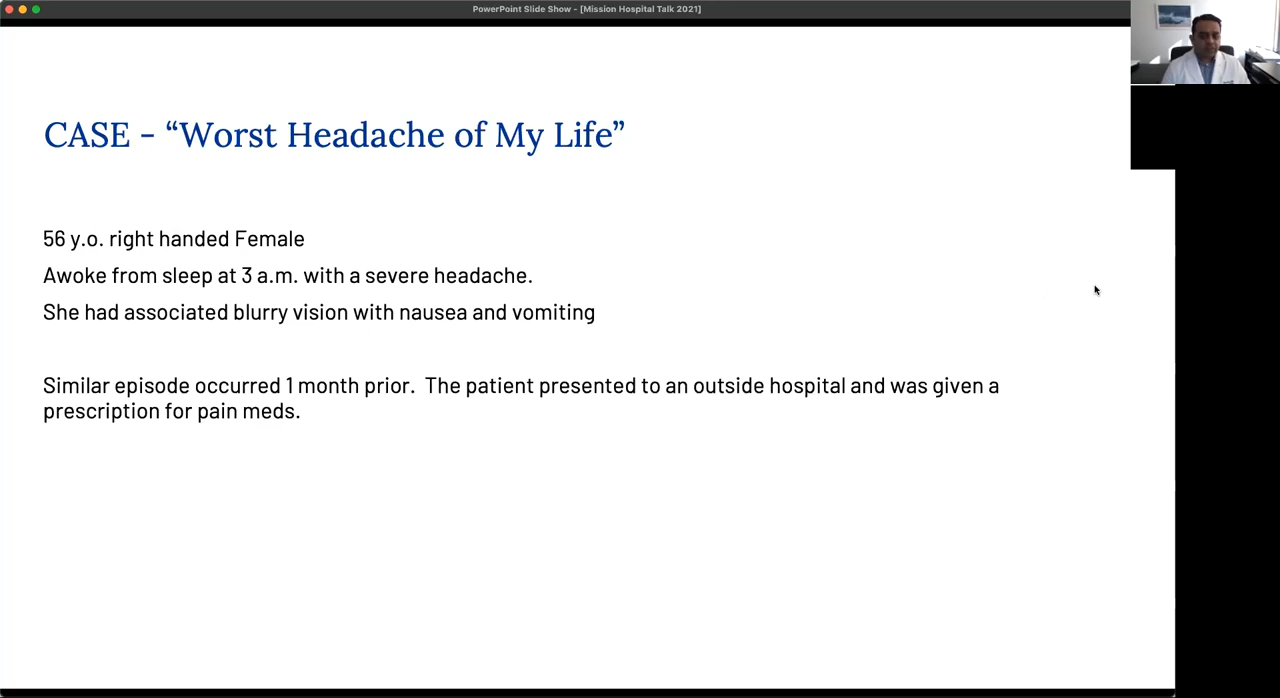 PowerPoint Slide Show - [Mission Hospital Talk 2021]
CASE - “Worst Headache of My Life”
56 y.o. right handed Female
Awoke from sleep at 3 a.m. with a severe headache.
She had associated blurry vision with nausea and vomiting
Similar episode occurred 1 month prior.  The patient presented to an outside hospital and was given a
prescription for pain meds.